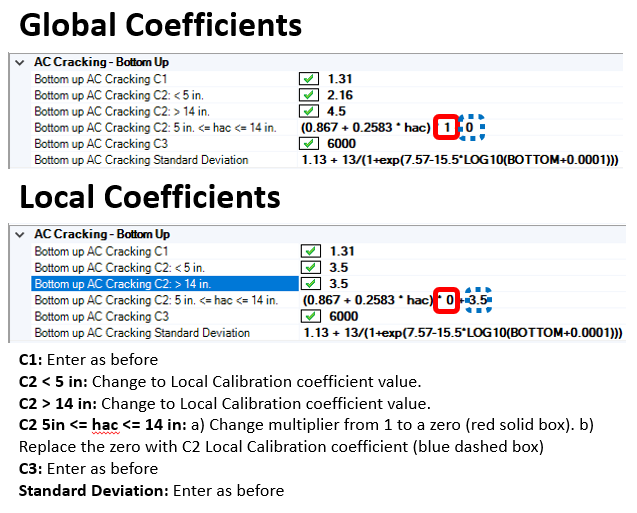 Global Coefficients
AC Cracking - Bottom Up
Bottom up AC Cracking C1 1.31
Bottom up AC Cracking C2: < 5 in. 2.16
Bottom up AC Cracking C2: > 14 in. 4.5
Bottom up AC Cracking C2: 5 in. <= hac <= 14 in. (0.867 + 0.2583 * hac) * 1 + 0
Bottom up AC Cracking C3 6000
Bottom up AC Cracking Standard Deviation 1.13 + 13/(1+exp(7.57-15.5*LOG10(BOTTOM+0.0001)))
Local Coefficients
AC Cracking - Bottom Up
Bottom up AC Cracking C1 1.31
Bottom up AC Cracking C2: < 5 in. 3.5
Bottom up AC Cracking C2: > 14 in. 3.5
Bottom up AC Cracking C2: 5 in. <= hac <= 14 in. (0.867 + 0.2583 * hac) * 0 + 3.5
Bottom up AC Cracking C3 6000
Bottom up AC Cracking Standard Deviation 1.13 + 13/(1+exp(7.57-15.5*LOG10(BOTTOM+0.0001)))
C1: Enter as before
C2 < 5 in: Change to Local Calibration coefficient value.
C2 > 14 in: Change to Local Calibration coefficient value.
C2 5in <= hac <= 14 in: a) Change multiplier from 1 to a zero (red solid box). b)
Replace the zero with C2 Local Calibration coefficient (blue dashed box)
C3: Enter as before
Standard Deviation: Enter as before